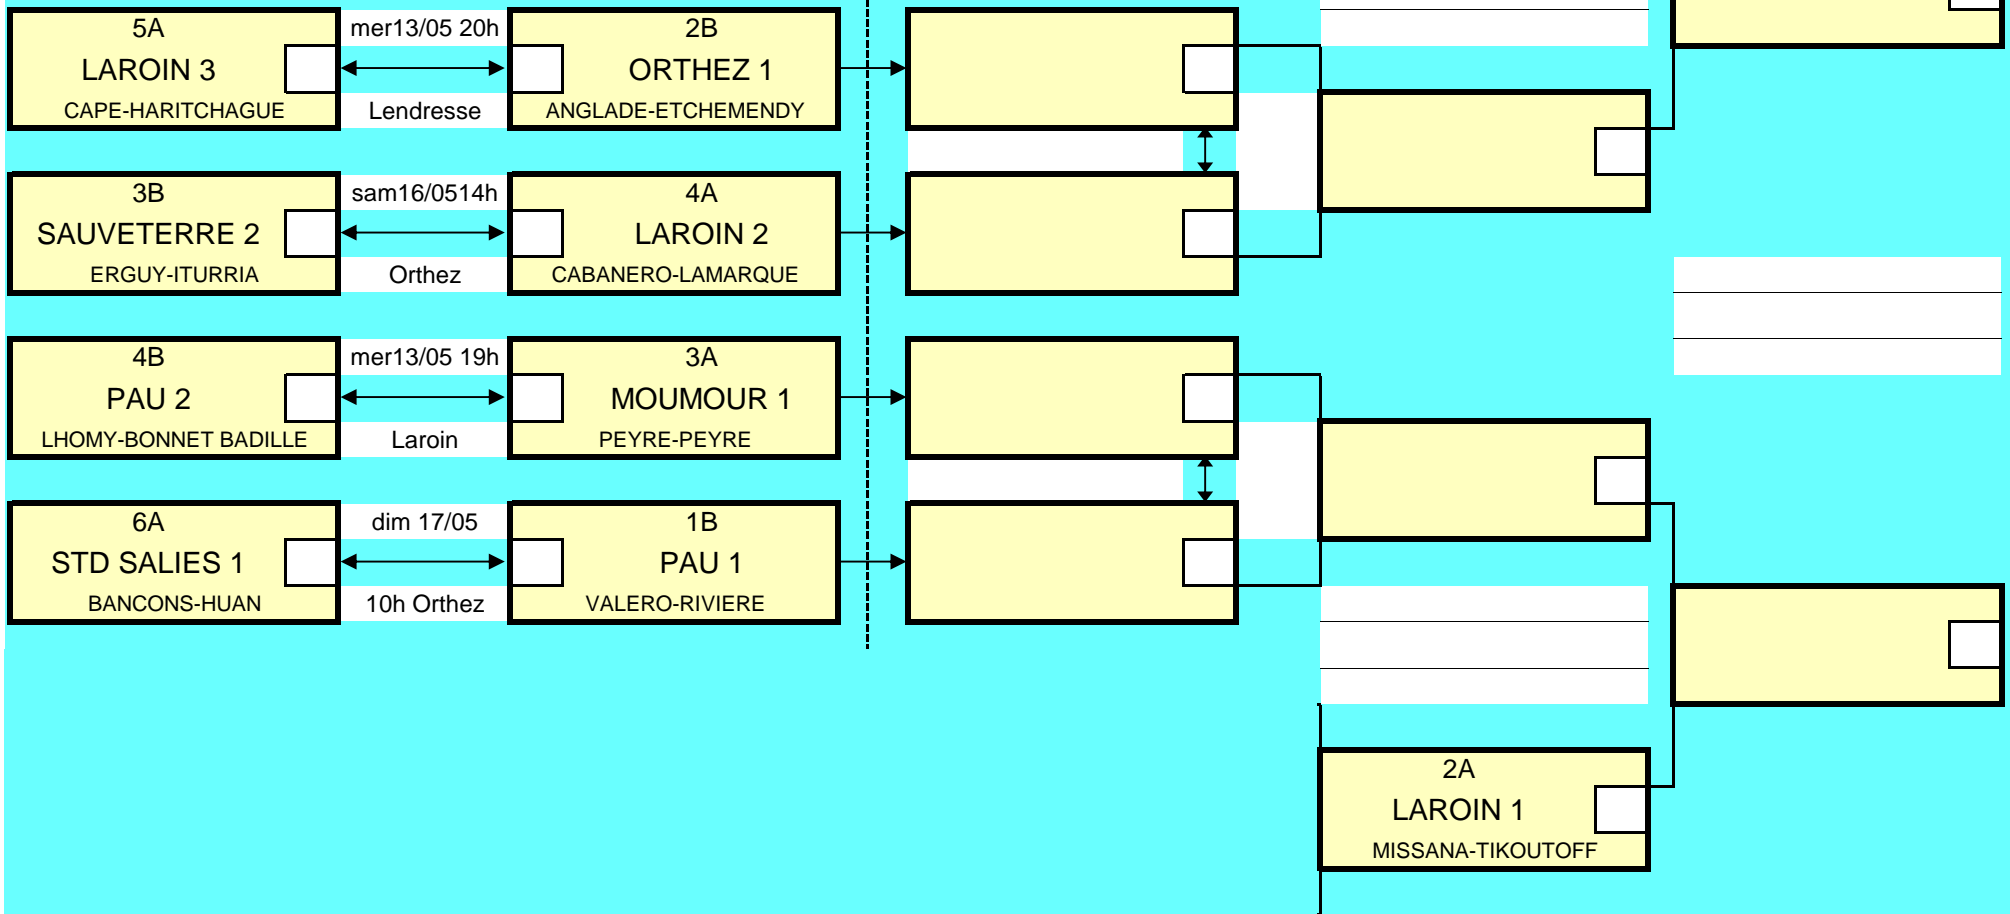 5A
LAROIN 3
CAPE-HARITCHAGUE
mer13/05 20h
Lendresse
2B
ORTHEZ 1
ANGLADE-ETCHEMENDY
3B
SAUVETERRE 2
ERGUY-ITURRIA
sam16/0514h
Orthez
4A
LAROIN 2
CABANERO-LAMARQUE
4B
PAU 2
LHOMY-BONNET BADILLE
mer13/05 19h
Laroin
3A
MOUMOUR 1
PEYRE-PEYRE
6A
STD SALIES 1
BANCONS-HUAN
dim 17/05
10h Orthez
1B
PAU 1
VALERO-RIVIERE
2A
LAROIN 1
MISSANA-TIKOUTOFF